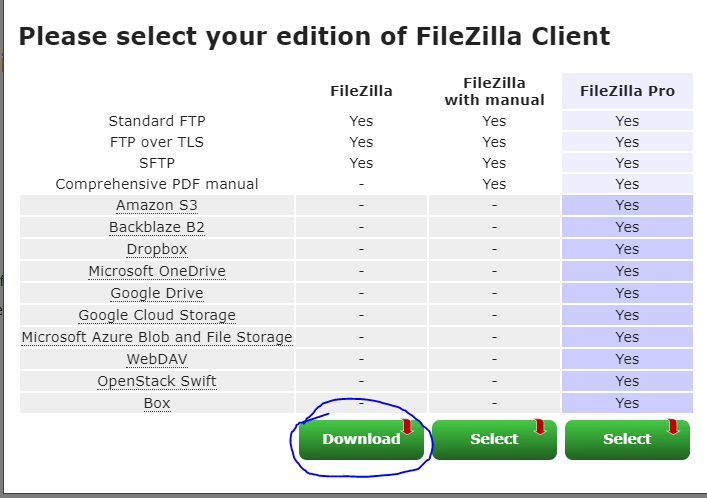 Please select your edition of FileZilla Client
FileZilla FileZilla with manual FileZilla Pro
Standard FTP Yes Yes Yes
FTP over TLS Yes Yes Yes
SFTP Yes Yes Yes
Comprehensive PDF manual - Yes Yes
Amazon S3 - - Yes
Backblaze B2 - - Yes
Dropbox - - Yes
Microsoft OneDrive - - Yes
Google Drive - - Yes
Google Cloud Storage - - Yes
Microsoft Azure Blob and File Storage - - Yes
WebDAV - - Yes
OpenStack Swift - - Yes
Box - - Yes
Download Select Select